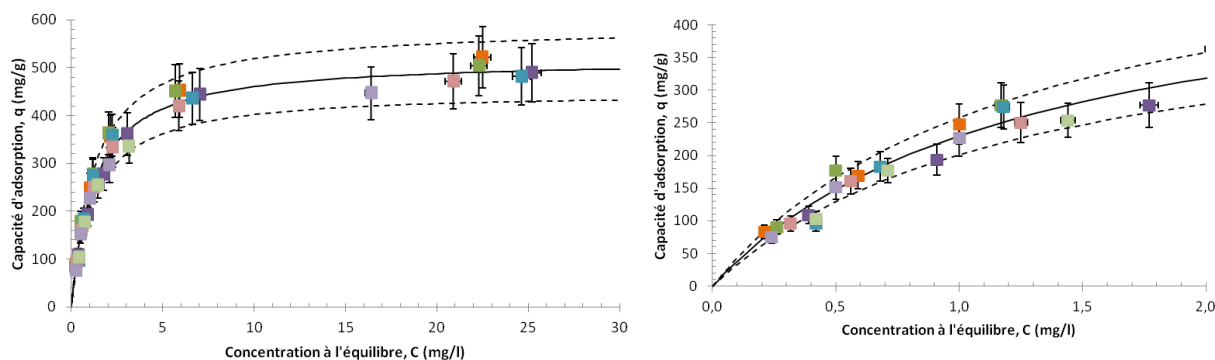 Capacité d'adsorption, q (mg/g)
600
500
400
300
200
100
0
0 5 10 15 20 25 30
Concentration à l'équilibre, C (mg/l)
Capacité d'adsorption, q (mg/g)
400
350
300
250
200
150
100
50
0
0,0 0,5 1,0 1,5 2,0
Concentration à l'équilibre, C (mg/l)